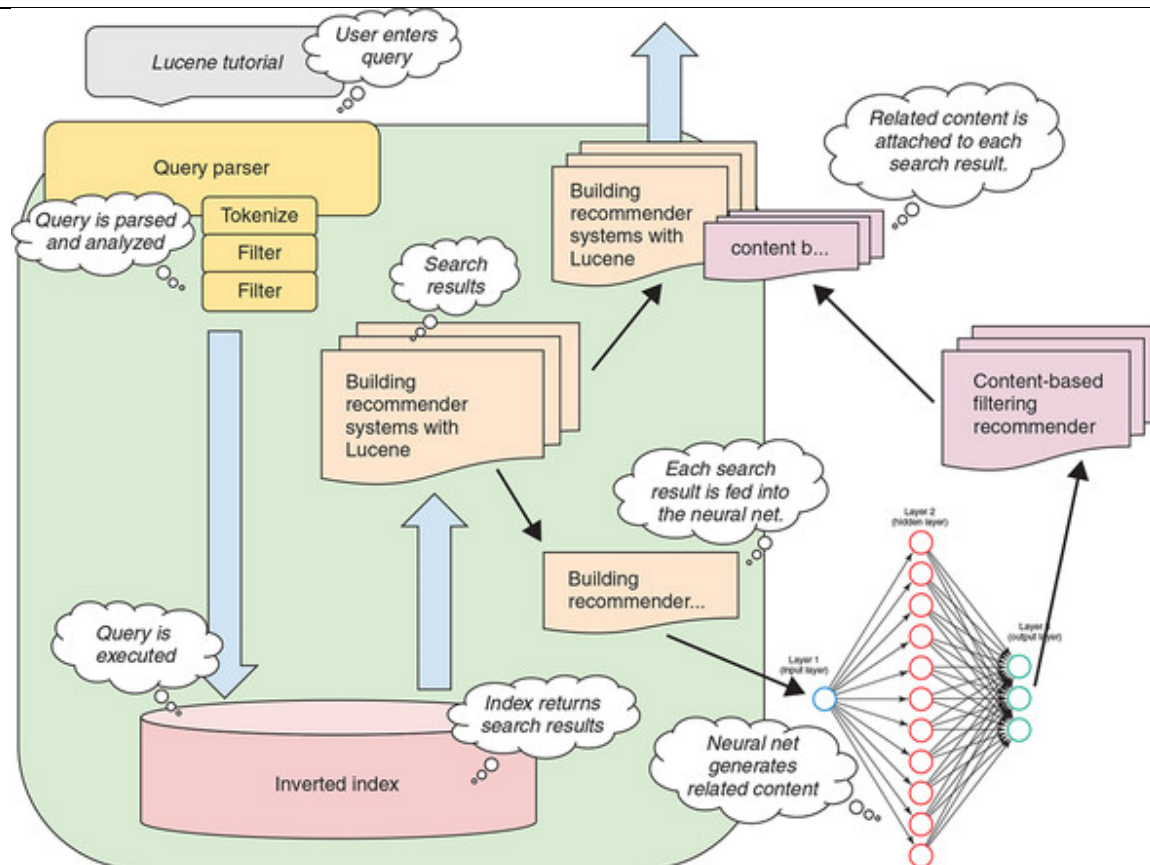 Lucene tutorial
User enters
query
Query parser
Tokenize
Filter
Filter
Query is parsed
and analyzed
Search
results
Building
recommender
systems with
Lucene
Building
recommender
systems with
Lucene
content b...
Related content is
attached to each
search result.
Content-based
filtering
recommender
Each search
result is fed into
the neural net.
Building
recommender...
Query is
executed
Inverted index
Index returns
search results
Layer 1
(input layer)
Layer 2
(hidden layer)
Layer
(output layer)
Neural net
generates
related content